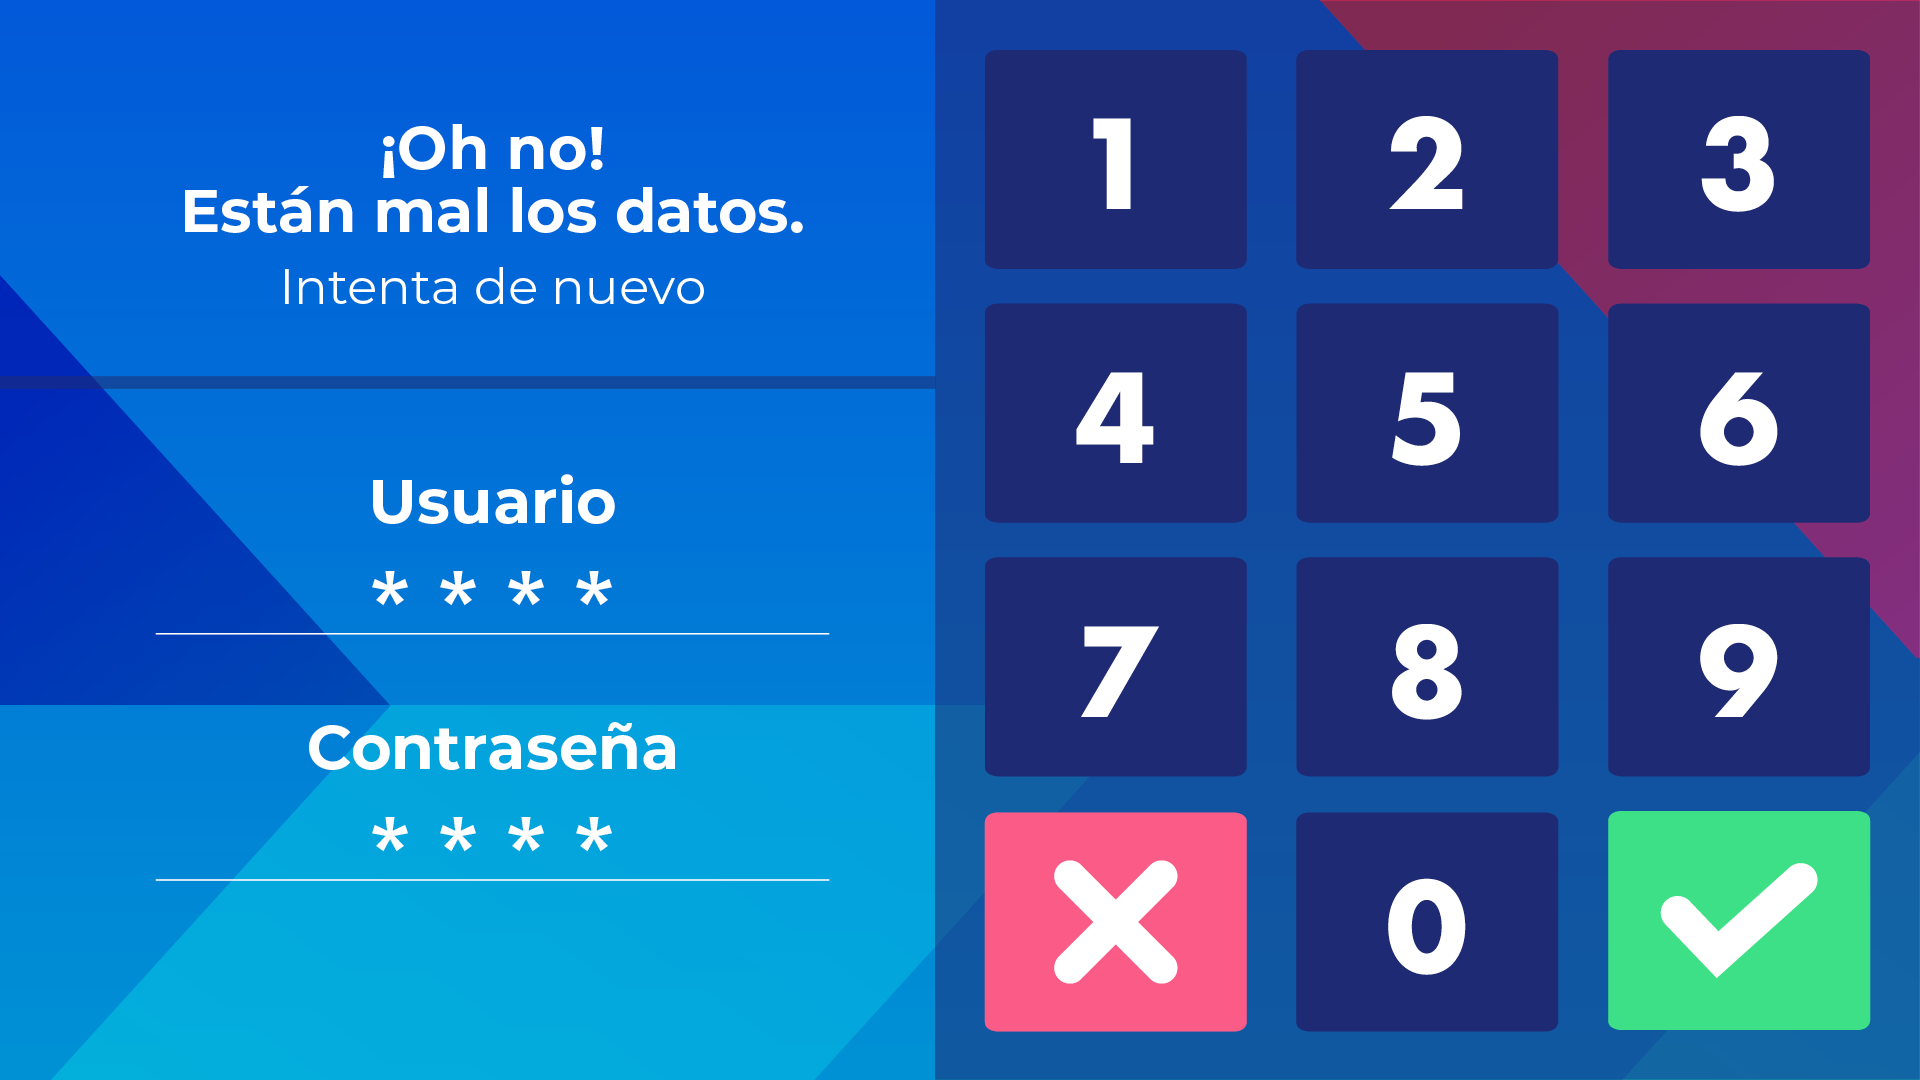 ¡Oh no!
Están mal los datos.
Intenta de nuevo
Usuario
* * * *
Contraseña
* * * *
1 2 3
4 5 6
7 8 9
0